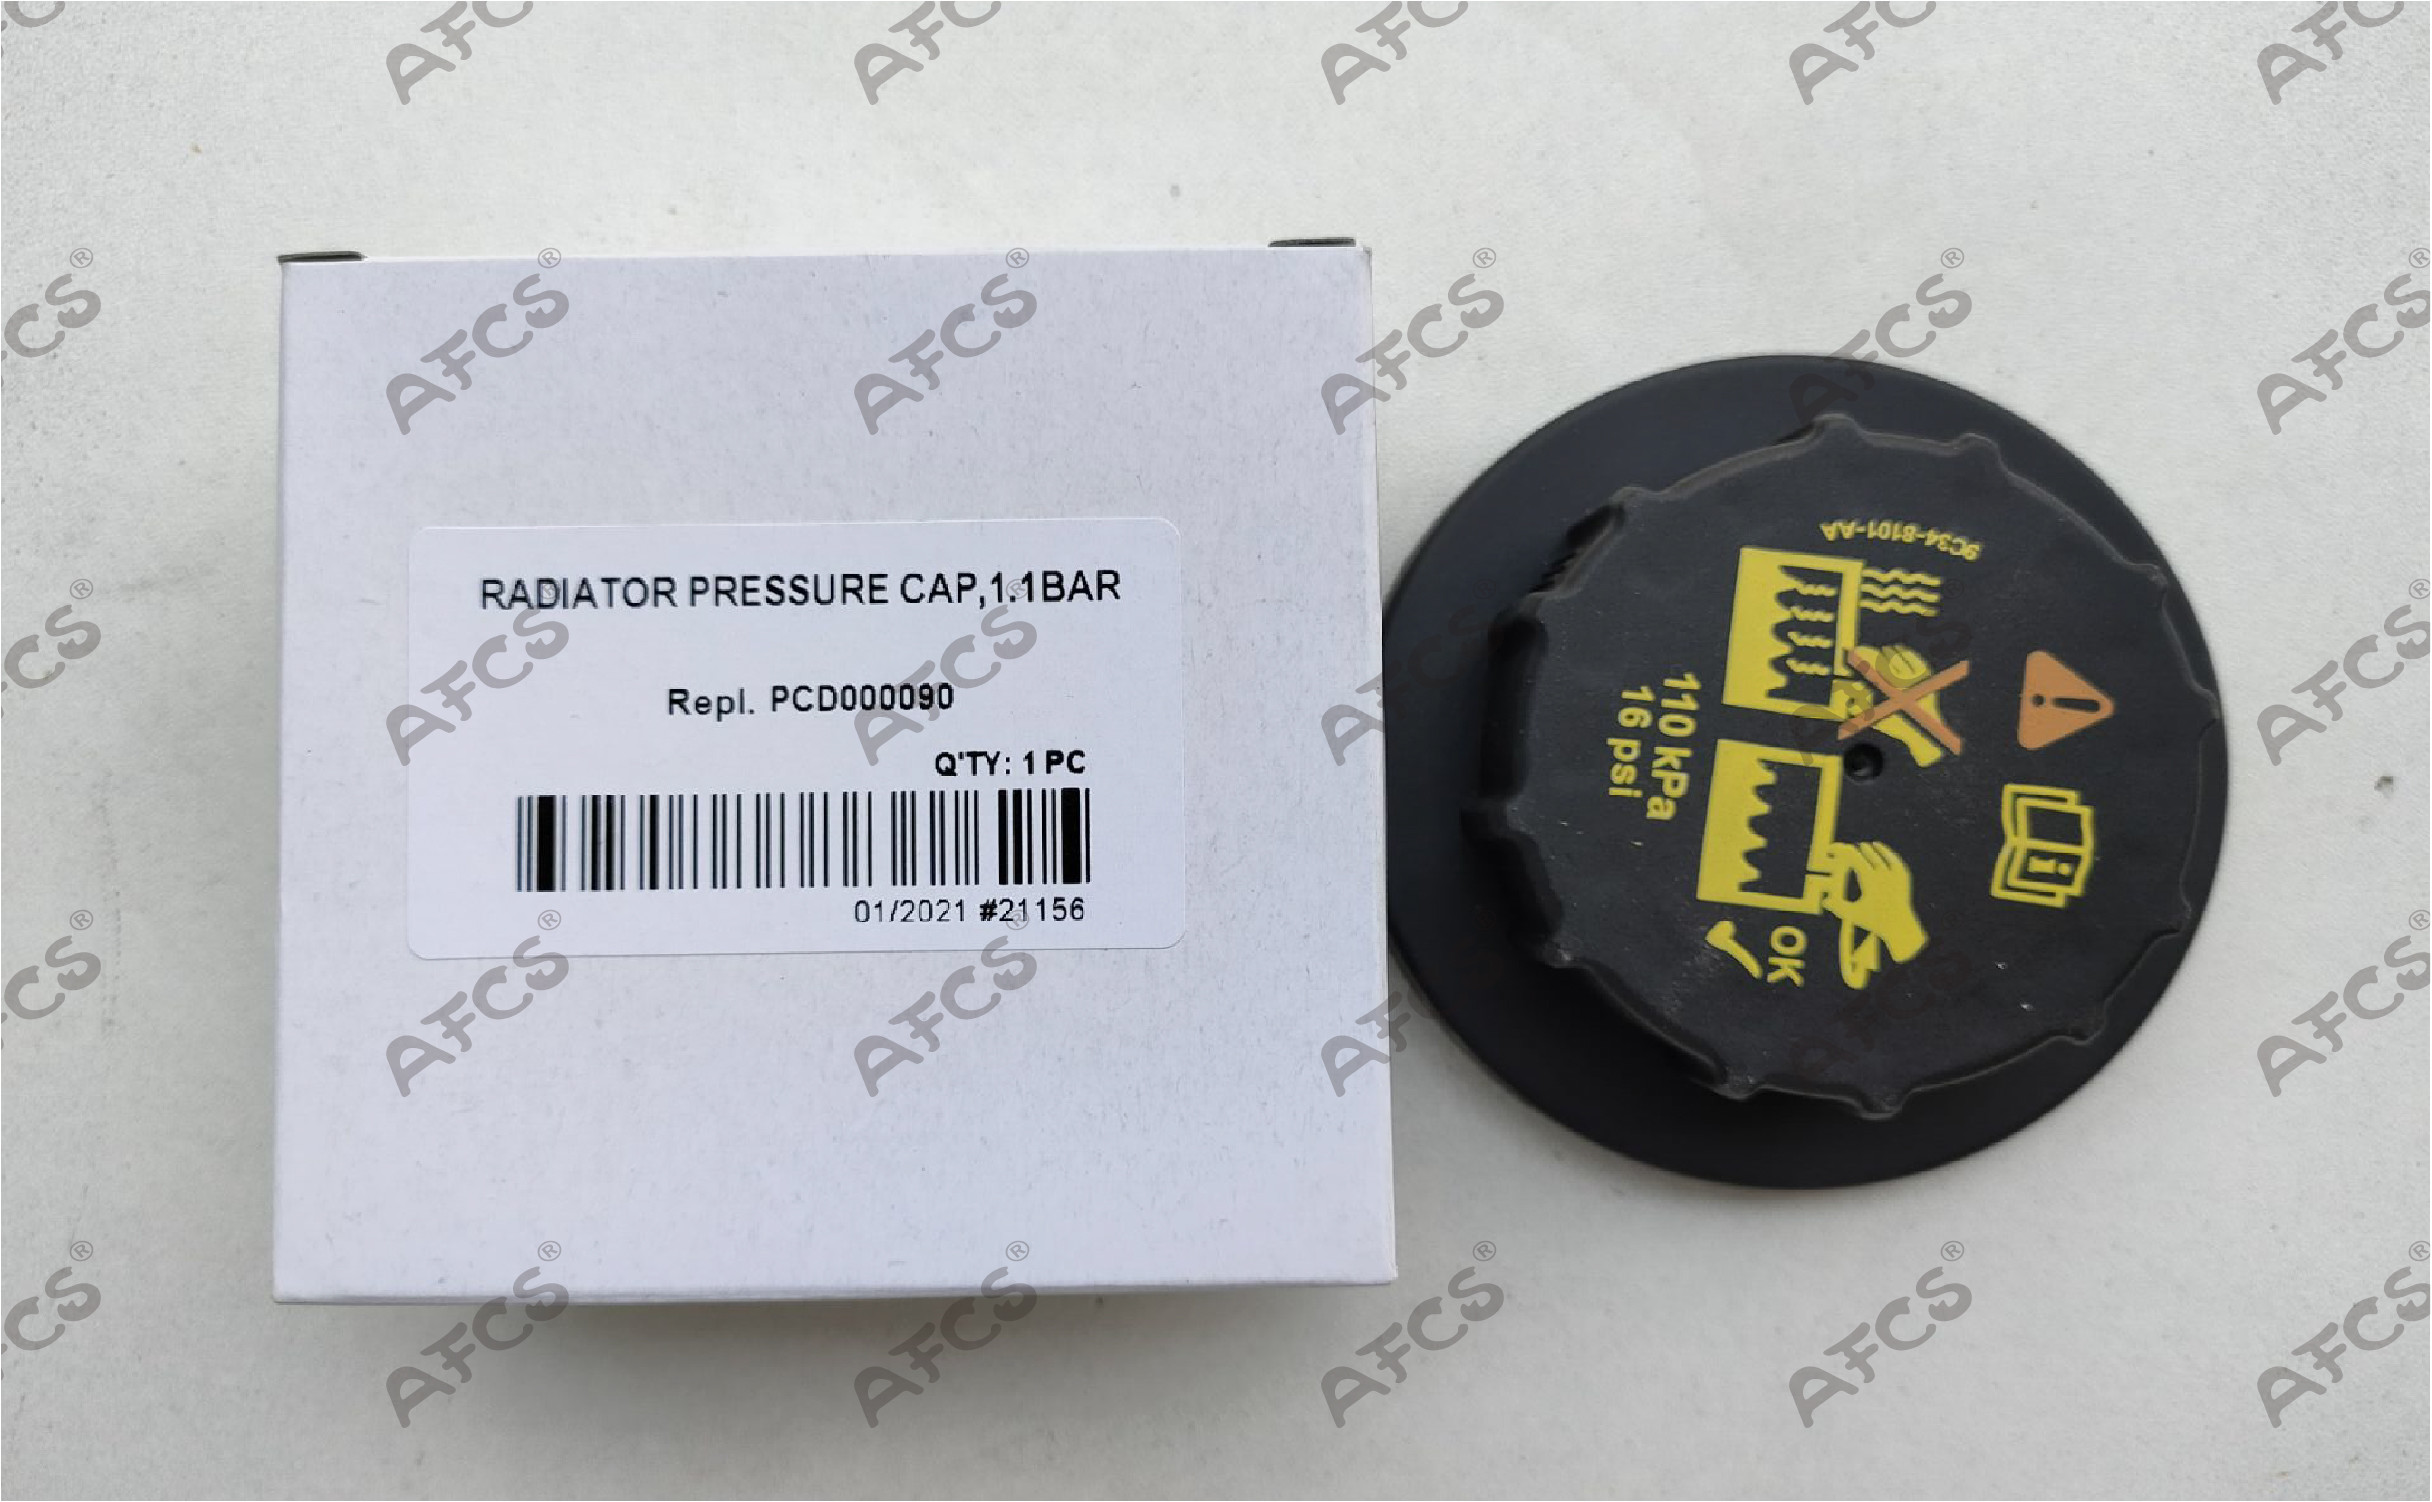 RADIATOR PRESSURE CAP,1.1BAR
Repl. PCD000090
Q'TY: 1 PC
01/2021 #21156
9C34-8101-AA
110 kPa
16 psi
OK
AFCS®